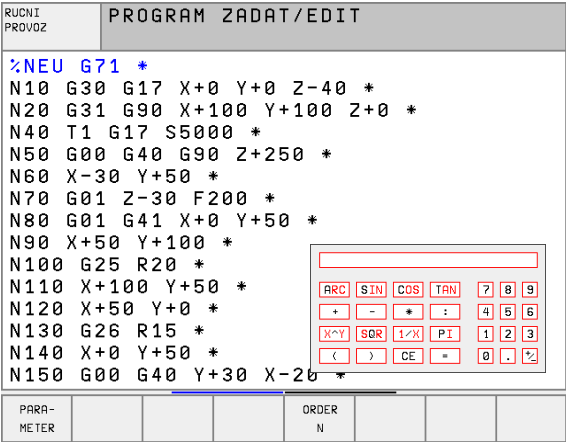 RUCNI
PROVOZ
PROGRAM ZADAT/EDIT
%NEU G71 *
N10 G30 G17 X+0 Y+0 Z-40 *
N20 G31 G90 X+100 Y+100 Z+0 *
N40 T1 G17 S5000 *
N50 G00 G40 G90 Z+250 *
N60 X-30 Y+50 *
N70 G01 Z-30 F200 *
N80 G01 G41 X+0 Y+50 *
N90 X+50 Y+100 *
N100 G25 R20 *
N110 X+100 Y+50 *
N120 X+50 Y+0 *
N130 G26 R15 *
N140 X+0 Y+50 *
N150 G00 G40 Y+30 X-20 *
ARC SIN COS TAN 7 8 9
+ - * : 4 5 6
X^Y SQR 1/X PI 1 2 3
( ) CE = 0 . +/-
PARA-
METER
ORDER
N